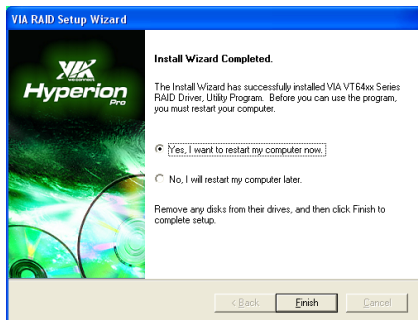 VIA RAID Setup Wizard
VIA
Hyperion
Pro
Install Wizard Completed.
The Install Wizard has successfully installed VIA VT64xx Series
RAID Driver, Utility Program. Before you can use the program,
you must restart your computer.
Yes, I want to restart my computer now.
No, I will restart my computer later.
Remove any disks from their drives, and then click Finish to
complete setup.
< Back
Finish
Cancel